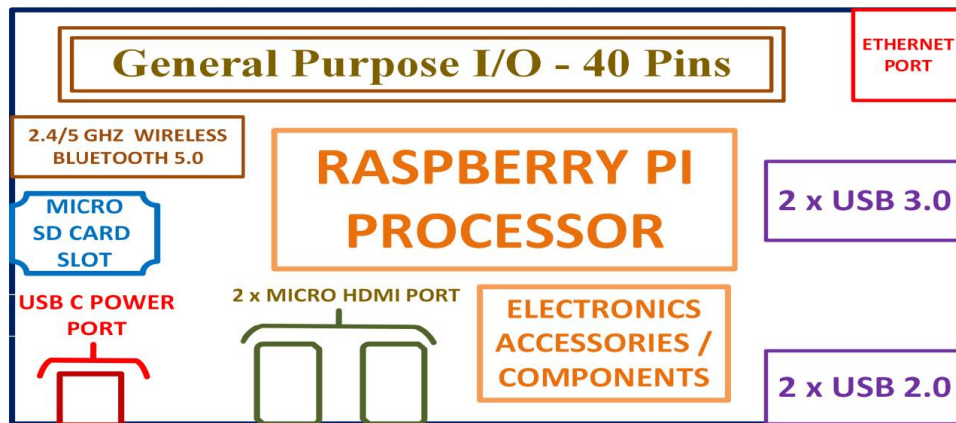 General Purpose I/O - 40 Pins
ETHERNET
PORT
2.4/5 GHZ WIRELESS
BLUETOOTH 5.0
RASPBERRY PI
PROCESSOR
2 x USB 3.0
MICRO
SD CARD
SLOT
USB C POWER
PORT
2 x MICRO HDMI PORT
ELECTRONICS
ACCESSORIES /
COMPONENTS
2 x USB 2.0